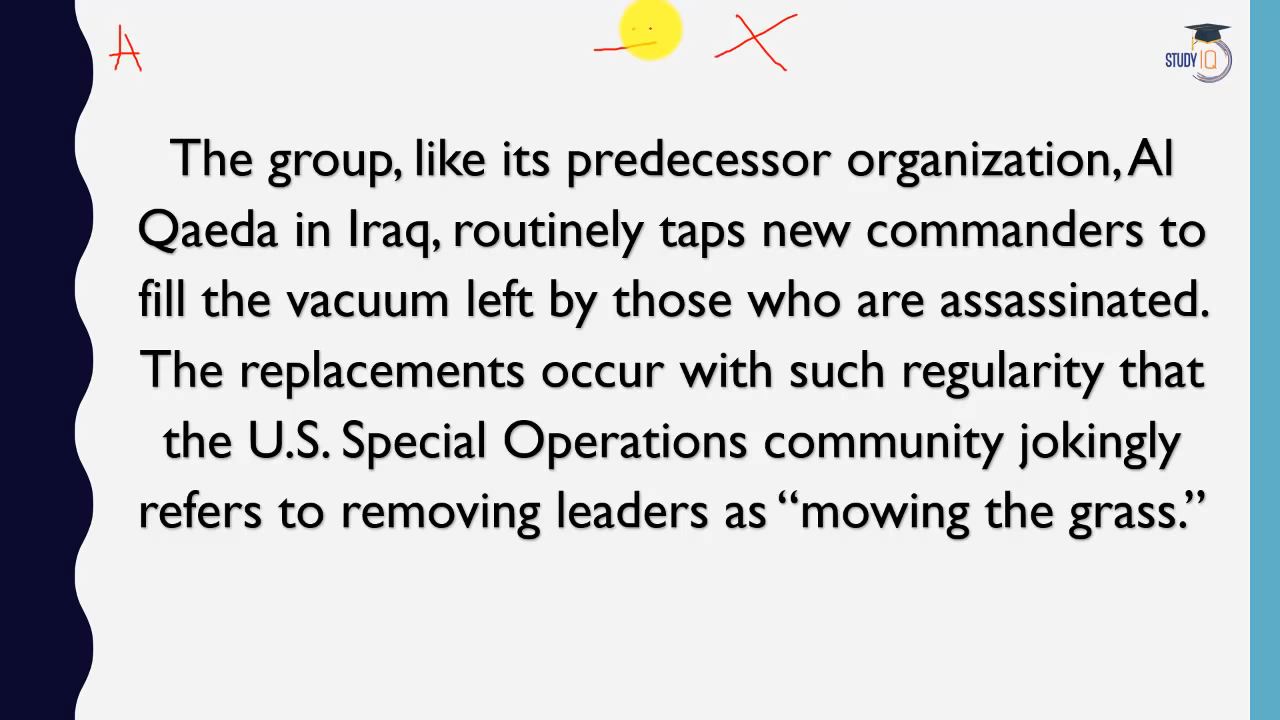 A
X
STUDY IQ
The group, like its predecessor organization, Al
Qaeda in Iraq, routinely taps new commanders to
fill the vacuum left by those who are assassinated.
The replacements occur with such regularity that
the U.S. Special Operations community jokingly
refers to removing leaders as “mowing the grass.”